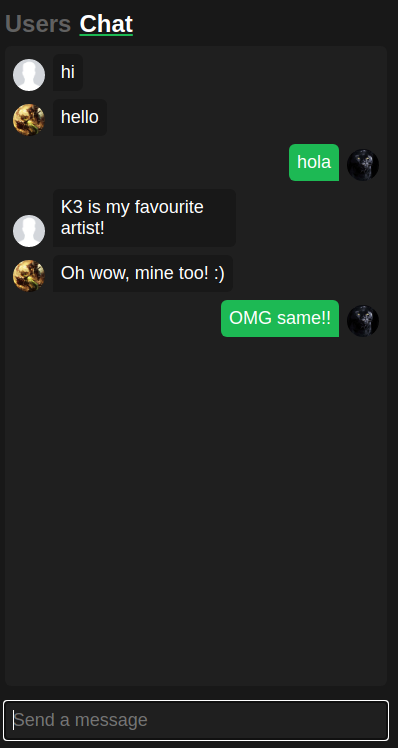 Users Chat
hi
hello
hola
K3 is my favourite
artist!
Oh wow, mine too! :)
OMG same!!
Send a message